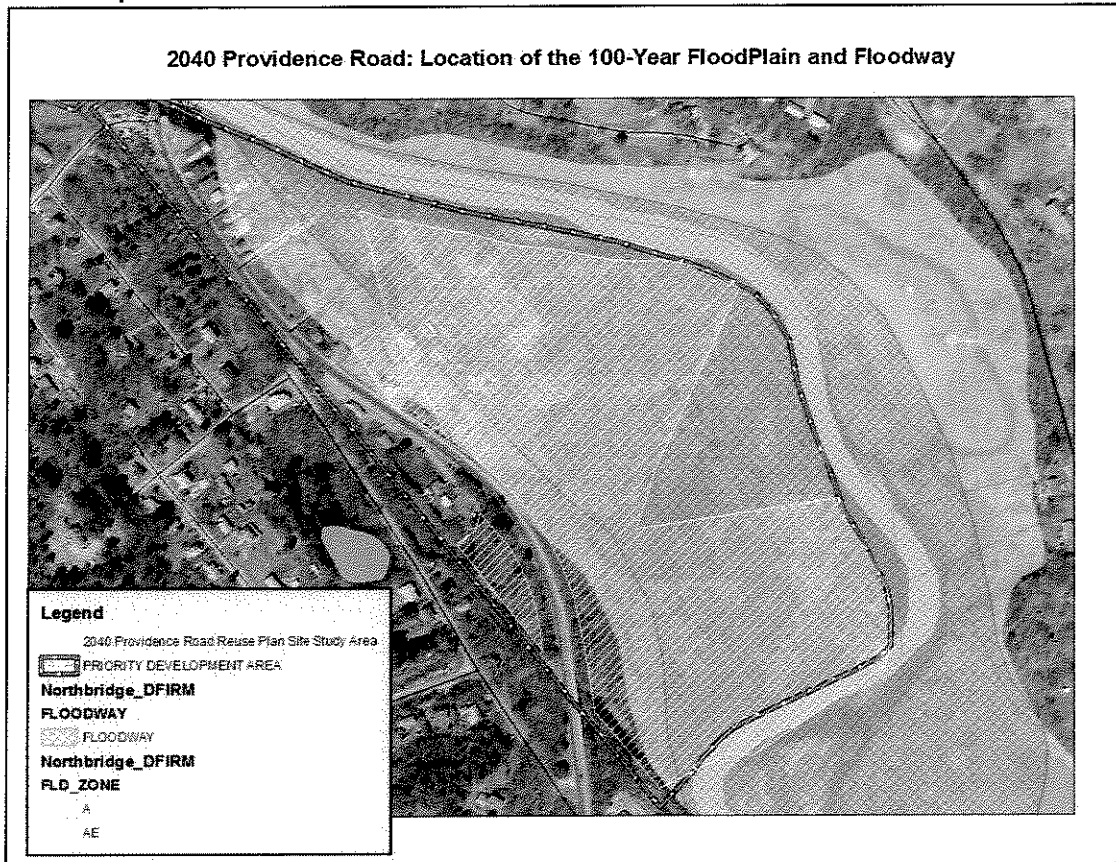 2040 Providence Road: Location of the 100-Year FloodPlain and Floodway
Legend
2040 Providence Road Reuse Plan Site Study Area
PRIORITY DEVELOPMENT AREA
Northbridge_DFIRM
FLOODWAY
FLOODWAY
Northbridge_DFIRM
FLD_ZONE
A
AE